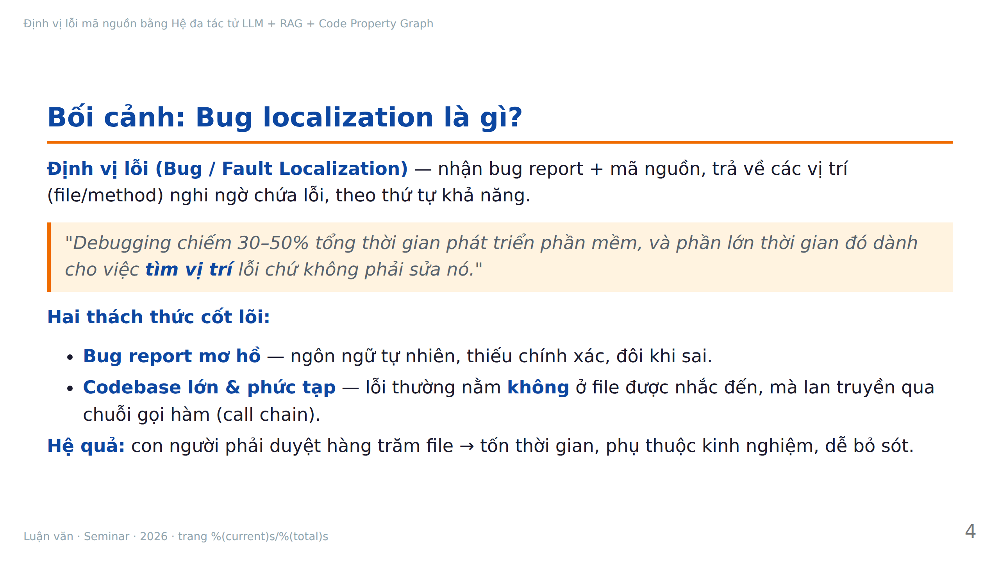 Định vị lỗi mã nguồn bằng Hệ đa tác tử LLM + RAG + Code Property Graph
Bối cảnh: Bug localization là gì?
Định vị lỗi (Bug / Fault Localization) — nhận bug report + mã nguồn, trả về các vị trí
(file/method) nghi ngờ chứa lỗi, theo thứ tự khả năng.
"Debugging chiếm 30–50% tổng thời gian phát triển phần mềm, và phần lớn thời gian đó dành
cho việc tìm vị trí lỗi chứ không phải sửa nó."
Hai thách thức cốt lõi:
• Bug report mơ hồ — ngôn ngữ tự nhiên, thiếu chính xác, đôi khi sai.
• Codebase lớn & phức tạp — lỗi thường nằm không ở file được nhắc đến, mà lan truyền qua
chuỗi gọi hàm (call chain).
Hệ quả: con người phải duyệt hàng trăm file → tốn thời gian, phụ thuộc kinh nghiệm, dễ bỏ sót.
Luận văn · Seminar · 2026 · trang %(current)s/%(total)s
4